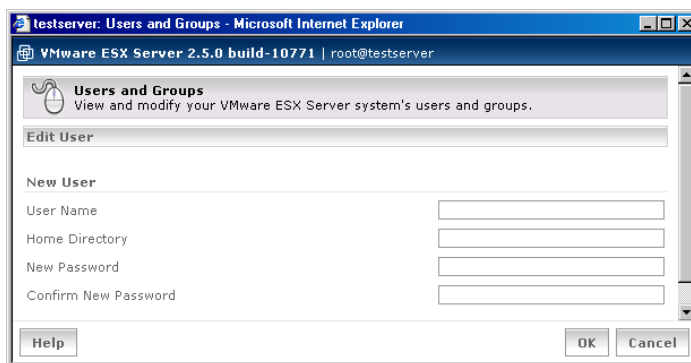 testserver: Users and Groups - Microsoft Internet Explorer
VMware ESX Server 2.5.0 build-10771 | root@testserver
Users and Groups
View and modify your VMware ESX Server system's users and groups.
Edit User
New User
User Name
Home Directory
New Password
Confirm New Password
Help OK Cancel